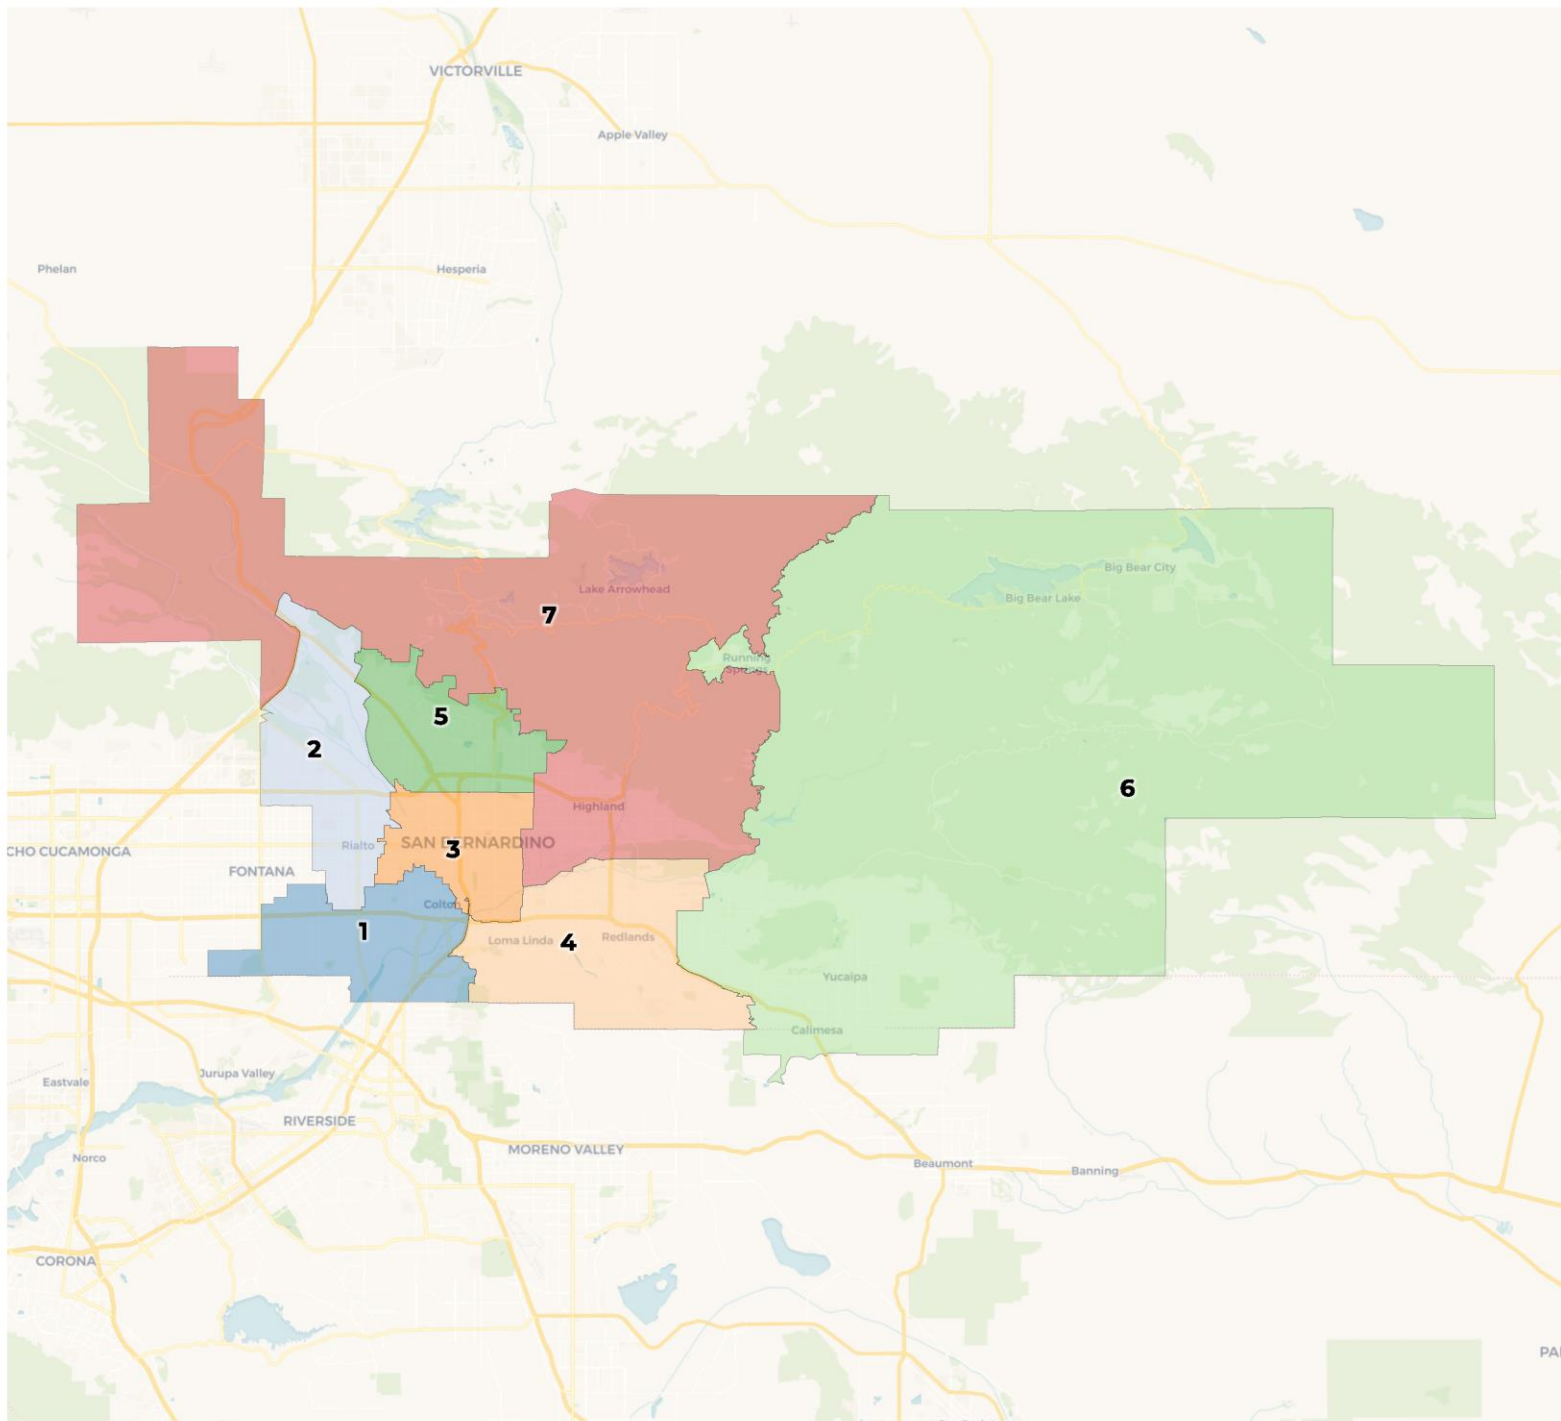 VICTORVILLE
Apple Valley
Phelan
Hesperia
Big Bear City
Lake Arrowhead
Big Bear Lake
7
Running
Springs
5
2
6
Highland
SAN BERNARDINO
3
Rialto
CHO CUCAMONGA
FONTANA
Colton
1
Loma Linda
4
Redlands
Yucaipa
Calimesa
Jurupa Valley
Eastvale
RIVERSIDE
MORENO VALLEY
Norco
Beaumont
Banning
CORONA
PA